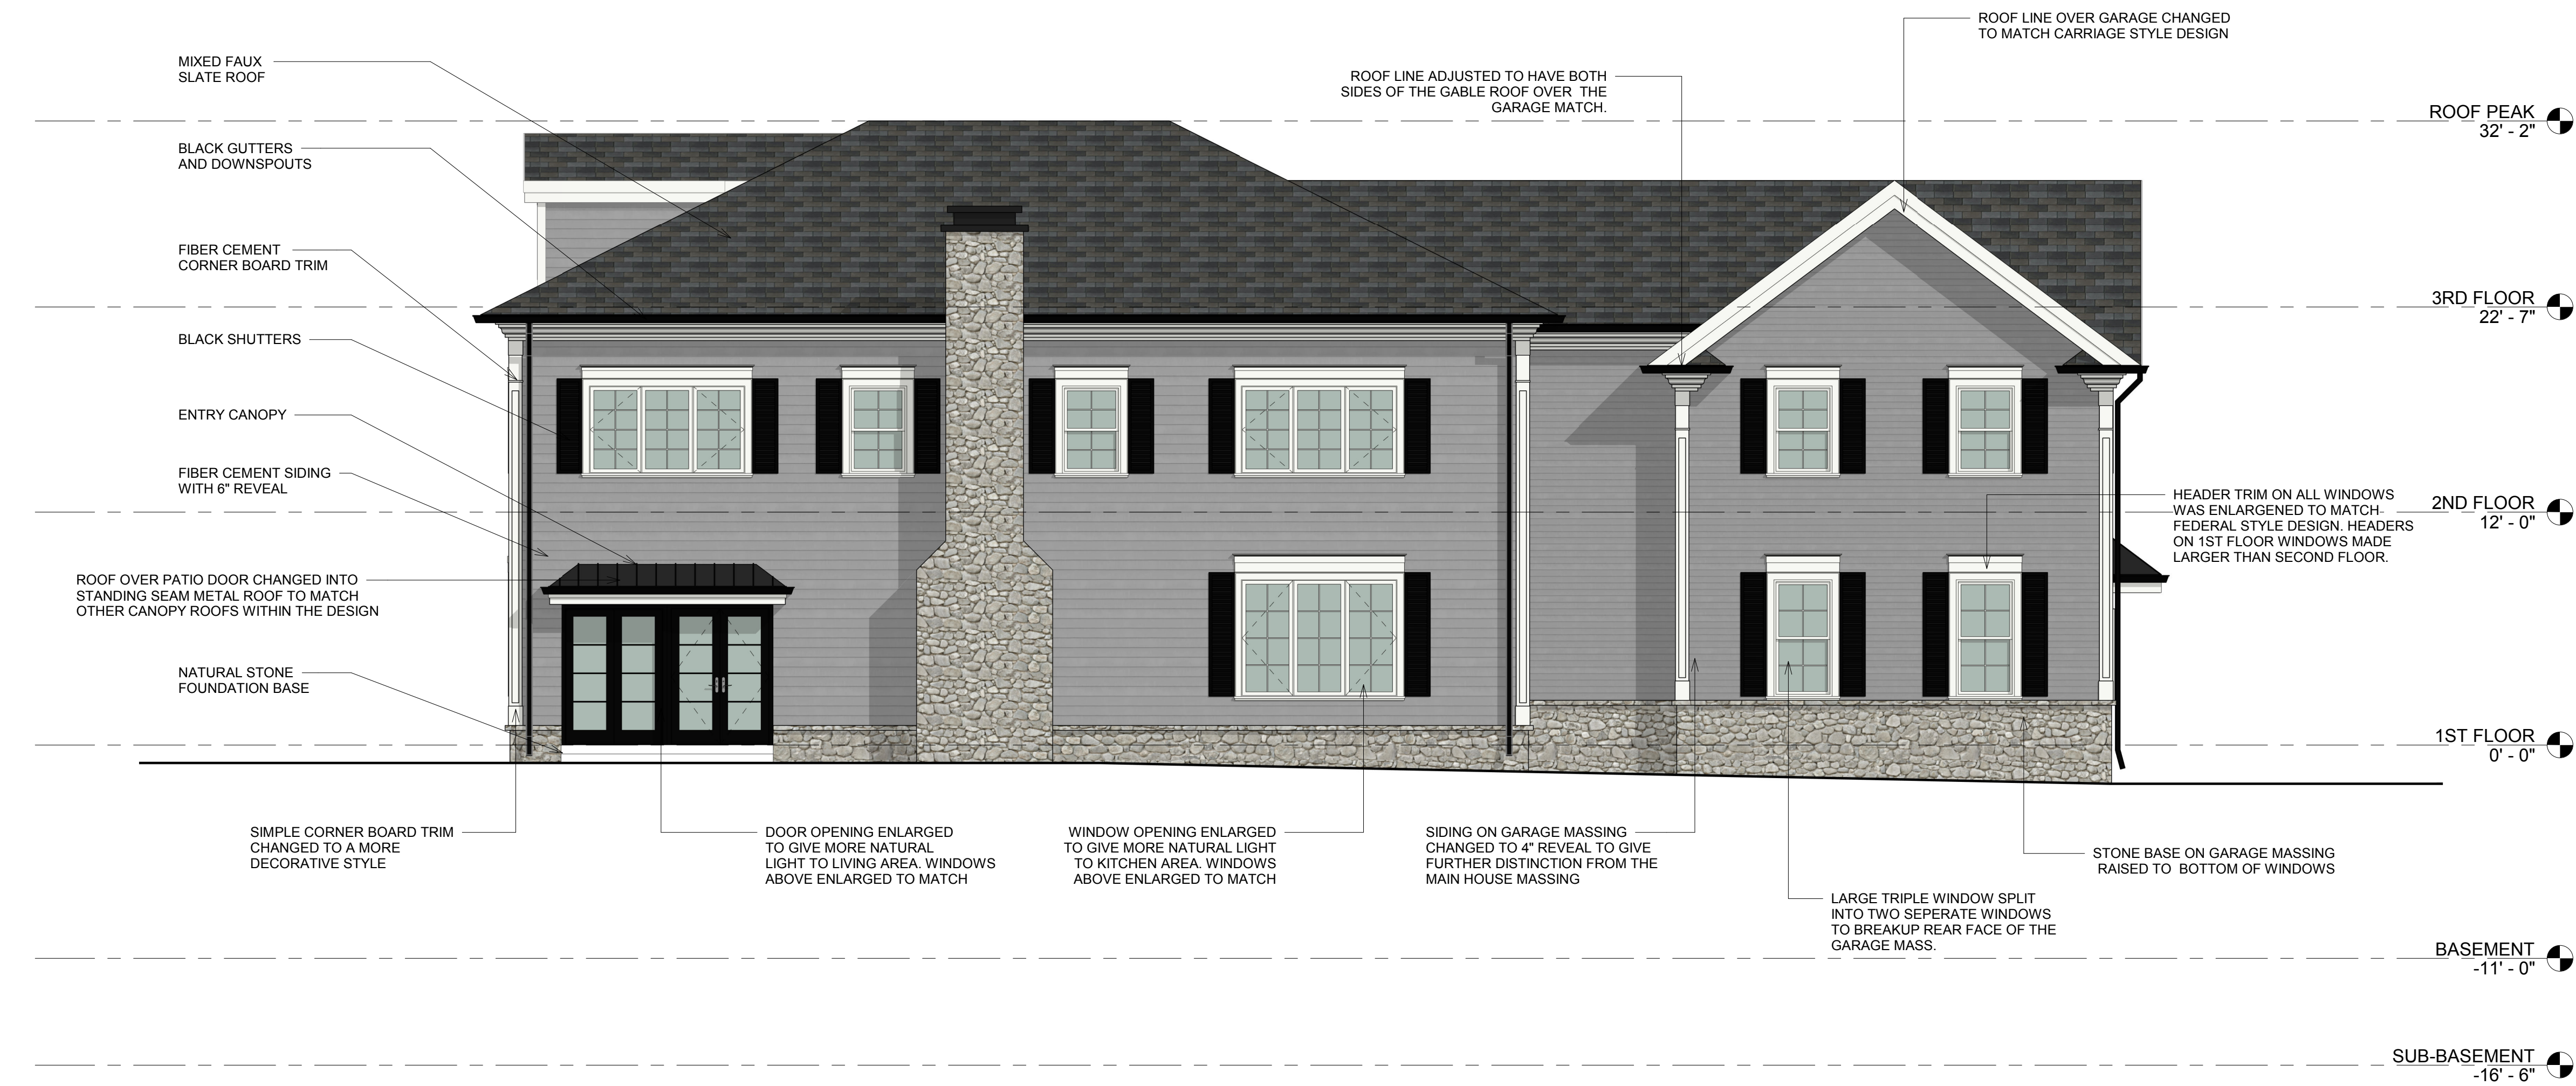 ROOF LINE OVER GARAGE CHANGED
TO MATCH CARRIAGE STYLE DESIGN
MIXED FAUX
SLATE ROOF
ROOF LINE ADJUSTED TO HAVE BOTH
SIDES OF THE GABLE ROOF OVER THE
GARAGE MATCH.
ROOF PEAK
32' - 2"
BLACK GUTTERS
AND DOWNSPOUTS
FIBER CEMENT
CORNER BOARD TRIM
3RD FLOOR
22' - 7"
BLACK SHUTTERS
ENTRY CANOPY
FIBER CEMENT SIDING
WITH 6" REVEAL
HEADER TRIM ON ALL WINDOWS
WAS ENLARGENED TO MATCH
FEDERAL STYLE DESIGN. HEADERS
ON 1ST FLOOR WINDOWS MADE
LARGER THAN SECOND FLOOR.
2ND FLOOR
12' - 0"
ROOF OVER PATIO DOOR CHANGED INTO
STANDING SEAM METAL ROOF TO MATCH
OTHER CANOPY ROOFS WITHIN THE DESIGN
NATURAL STONE
FOUNDATION BASE
1ST FLOOR
0' - 0"
SIMPLE CORNER BOARD TRIM
CHANGED TO A MORE
DECORATIVE STYLE
DOOR OPENING ENLARGED
TO GIVE MORE NATURAL
LIGHT TO LIVING AREA. WINDOWS
ABOVE ENLARGED TO MATCH
WINDOW OPENING ENLARGED
TO GIVE MORE NATURAL LIGHT
TO KITCHEN AREA. WINDOWS
ABOVE ENLARGED TO MATCH
SIDING ON GARAGE MASSING
CHANGED TO 4" REVEAL TO GIVE
FURTHER DISTINCTION FROM THE
MAIN HOUSE MASSING
STONE BASE ON GARAGE MASSING
RAISED TO BOTTOM OF WINDOWS
LARGE TRIPLE WINDOW SPLIT
INTO TWO SEPERATE WINDOWS
TO BREAKUP REAR FACE OF THE
GARAGE MASS.
BASEMENT
-11' - 0"
SUB-BASEMENT
-16' - 6"